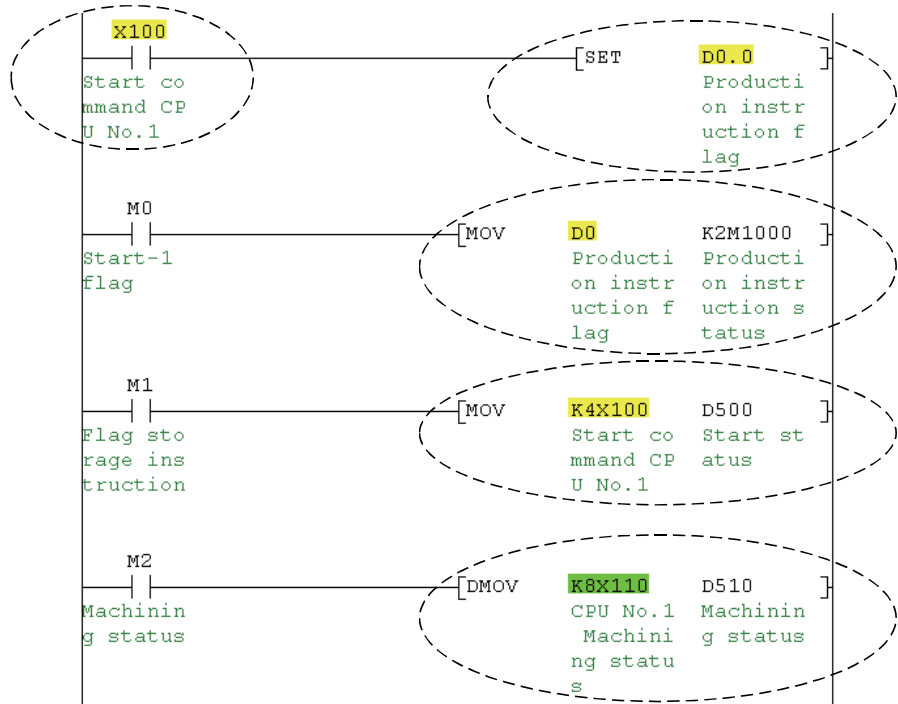 X100
[SET D0.0 ]
Start co
mmand CP
U No.1
Producti
on instr
uction f
lag
M0
[MOV D0 K2M1000 ]
Start-1
flag
Producti Producti
on instr on instr
uction f uction s
lag tatus
M1
[MOV K4X100 D500 ]
Flag sto
rage ins
truction
Start co Start st
mmand CP atus
U No.1
M2
[DMOV K8X110 D510 ]
Machinin
g status
CPU No.1 Machinin
Machini g status
ng statu
s